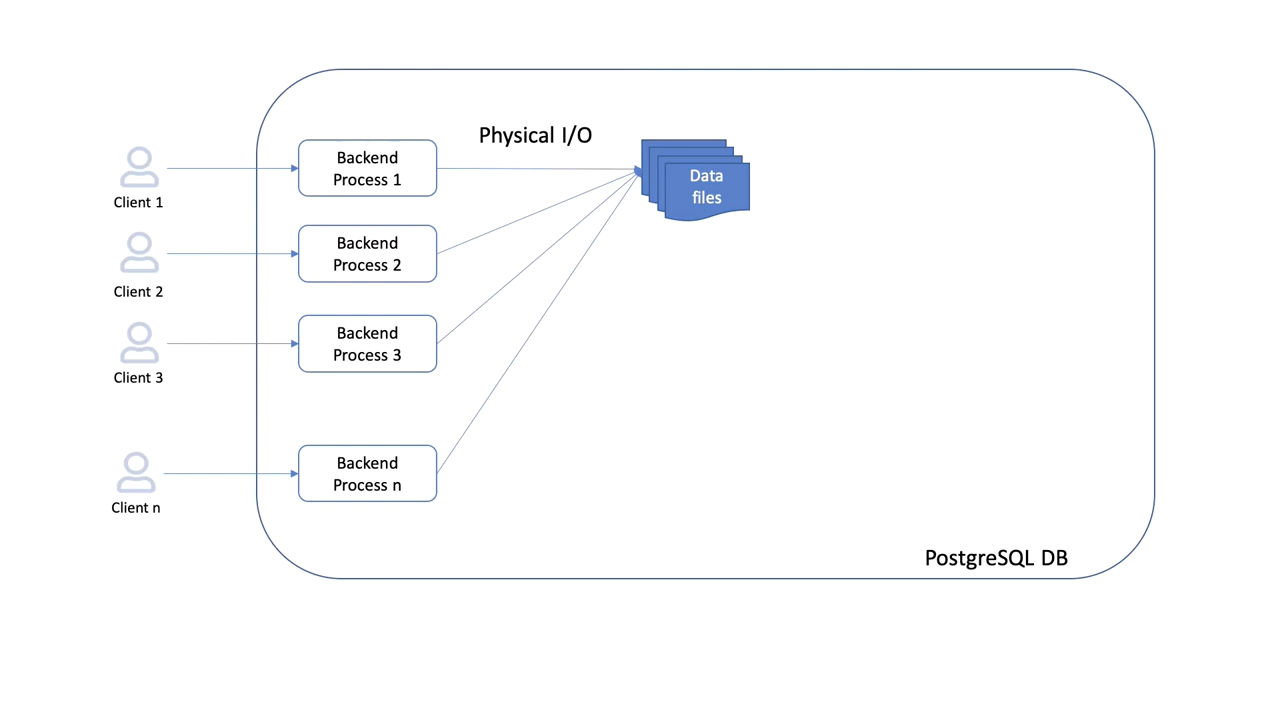 Physical I/O
Backend
Process 1
Data
files
Client 1
Backend
Process 2
Client 2
Backend
Process 3
Client 3
Backend
Process n
Client n
PostgreSQL DB